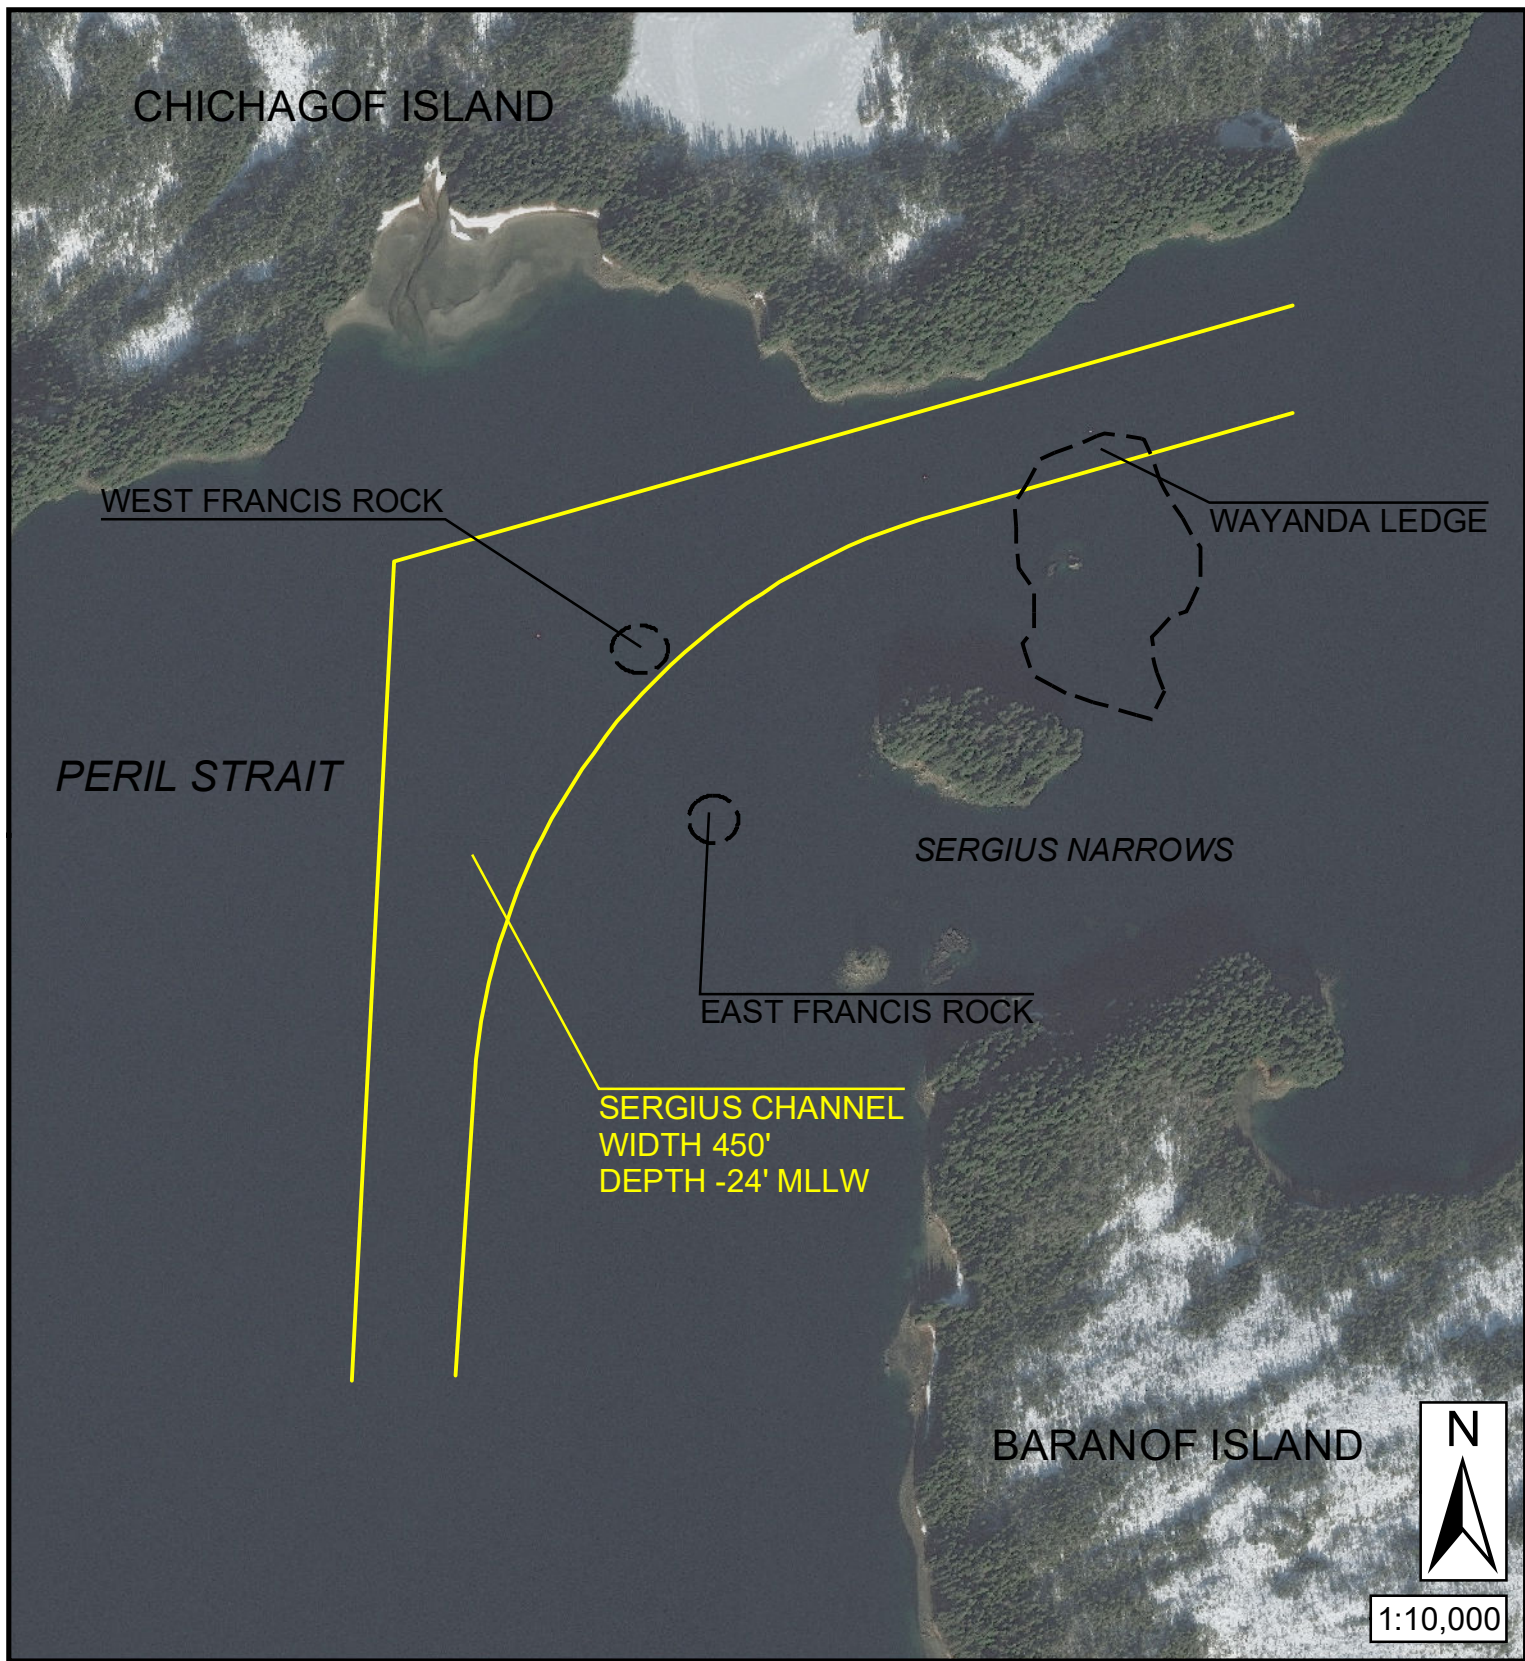 CHICHAGOF ISLAND
WEST FRANCIS ROCK
WAYANDA LEDGE
PERIL STRAIT
SERGIUS NARROWS
EAST FRANCIS ROCK
SERGIUS CHANNEL
WIDTH 450'
DEPTH -24' MLLW
BARANOF ISLAND
N
1:10,000